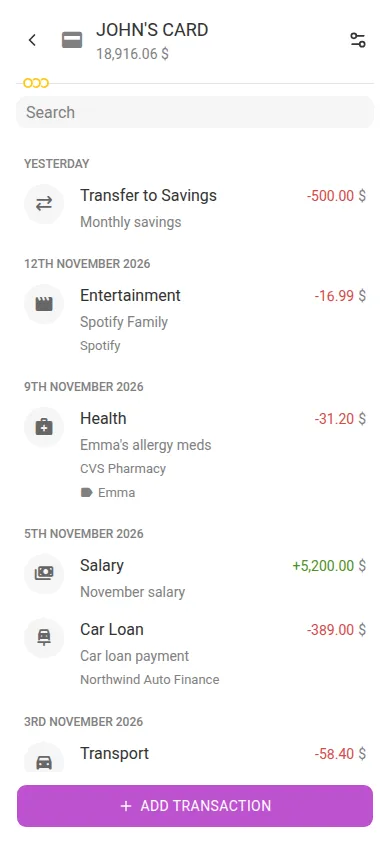 JOHN'S CARD
18,916.06 $
Search
YESTERDAY
Transfer to Savings -500.00 $
Monthly savings
12TH NOVEMBER 2026
Entertainment -16.99 $
Spotify Family
Spotify
9TH NOVEMBER 2026
Health -31.20 $
Emma's allergy meds
CVS Pharmacy
Emma
5TH NOVEMBER 2026
Salary +5,200.00 $
November salary
Car Loan -389.00 $
Car loan payment
Northwind Auto Finance
3RD NOVEMBER 2026
Transport -58.40 $
+ ADD TRANSACTION